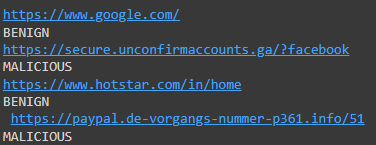 https://www.google.com/
BENIGN
https://secure.unconfirmaccounts.ga/?facebook
MALICIOUS
https://www.hotstar.com/in/home
BENIGN
https://paypal.de-vorgangs-nummer-p361.info/51
MALICIOUS